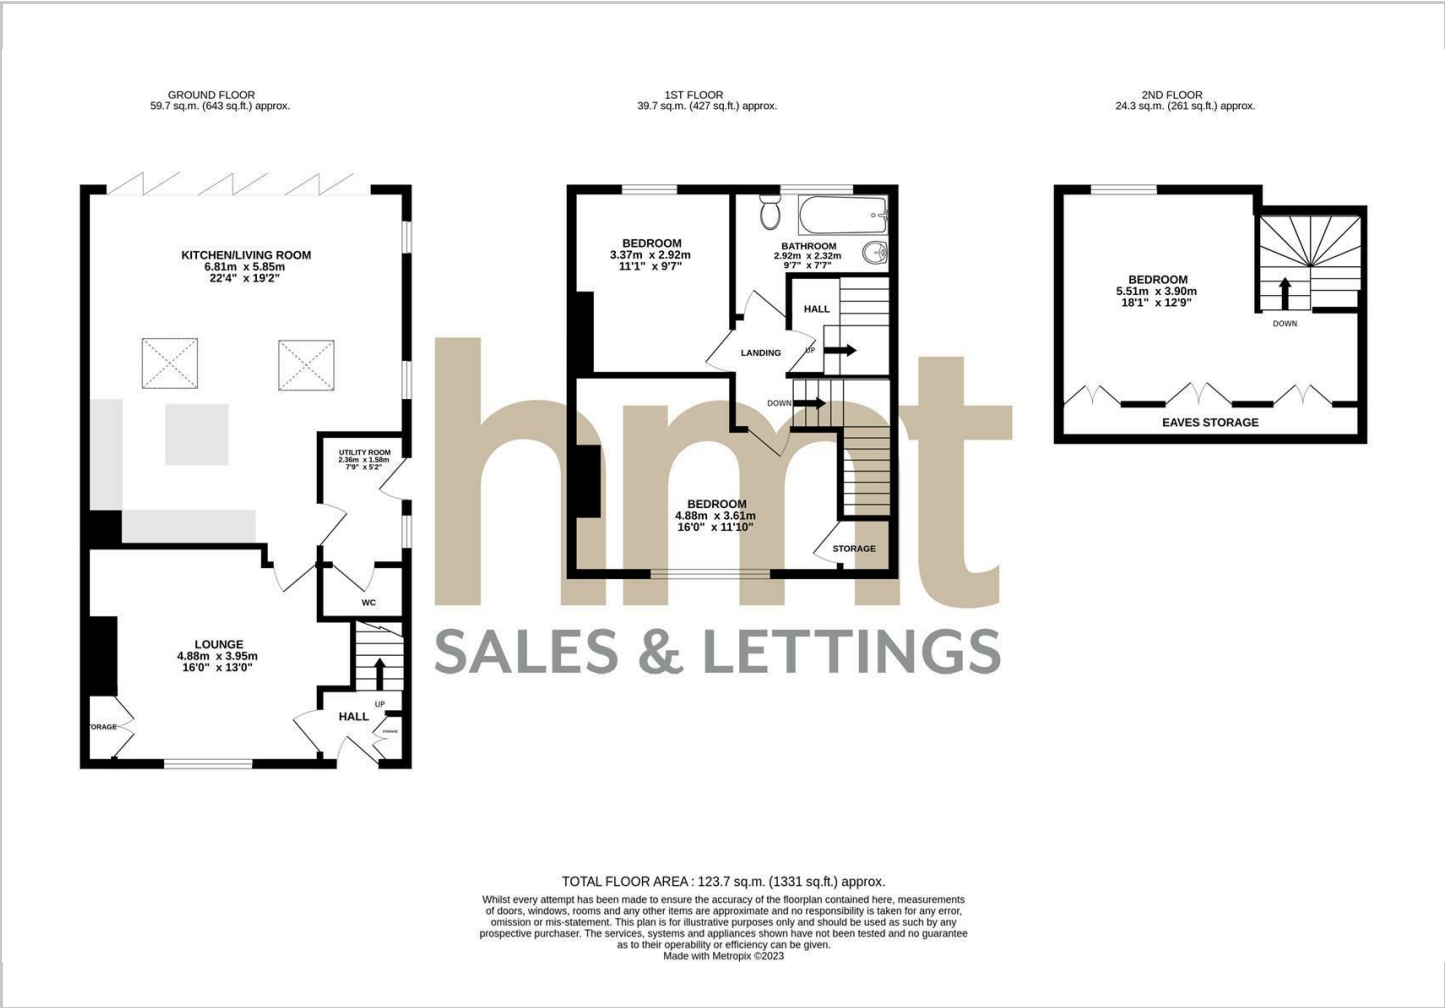 GROUND FLOOR
59.7 sq.m. (643 sq.ft.) approx.
KITCHEN/LIVING ROOM
6.81m x 5.85m
22'4" x 19'2"
UTILITY ROOM
2.36m x 1.58m
7'9" x 5'2"
WC
LOUNGE
4.88m x 3.95m
16'0" x 13'0"
UP
HALL
ORAGE
STORAGE
1ST FLOOR
39.7 sq.m. (427 sq.ft.) approx.
BEDROOM
3.37m x 2.92m
11'1" x 9'7"
BATHROOM
2.92m x 2.32m
9'7" x 7'7"
HALL
UP
LANDING
DOWN
BEDROOM
4.88m x 3.61m
16'0" x 11'10"
STORAGE
2ND FLOOR
24.3 sq.m. (261 sq.ft.) approx.
BEDROOM
5.51m x 3.90m
18'1" x 12'9"
DOWN
EAVES STORAGE
hmt
SALES & LETTINGS
TOTAL FLOOR AREA : 123.7 sq.m. (1331 sq.ft.) approx.
Whilst every attempt has been made to ensure the accuracy of the floorplan contained here, measurements
of doors, windows, rooms and any other items are approximate and no responsibility is taken for any error,
omission or mis-statement. This plan is for illustrative purposes only and should be used as such by any
prospective purchaser. The services, systems and appliances shown have not been tested and no guarantee
as to their operability or efficiency can be given.
Made with Metropix ©2023